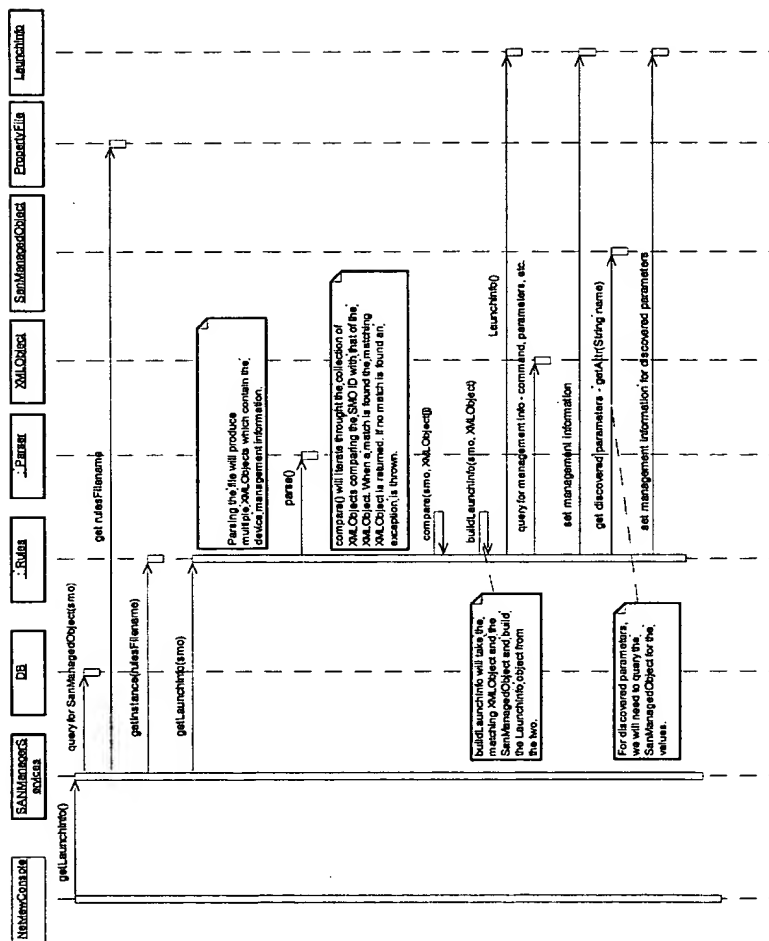 NetViewConsole
SANManagerS
ervices
DB
: Rules
: Parser
XMLObject
SanManagedObject
PropertyFile
LaunchInfo
getLaunchInfo()
query for SanManagedObject(smo)
get rulesFilename
getInstance(rulesFilename)
getLaunchInfo(smo)
Parsing the file will produce
multiple XMLObjects which contain the
device management information.
parse()
compare() will iterate throught the collection of
XMLObjects comparing the SMO ID with that of the
XMLObject. When a match is found the matching
XMLObject is returned. If no match is found an
exception is thrown.
compare(smo, XMLObject[])
buildLaunchInfo(smo, XMLObject)
buildLaunchInfo will take the
matching XMLObject and the
SanManagedObject and build
the LaunchInfo object from
the two.
LaunchInfo()
query for management info - command, parameters, etc.
set management information
get discovered parameters - getAttr(String name)
For discovered parameters,
we will need to query the
SanManagedObject for the
values.
set management information for discovered parameters